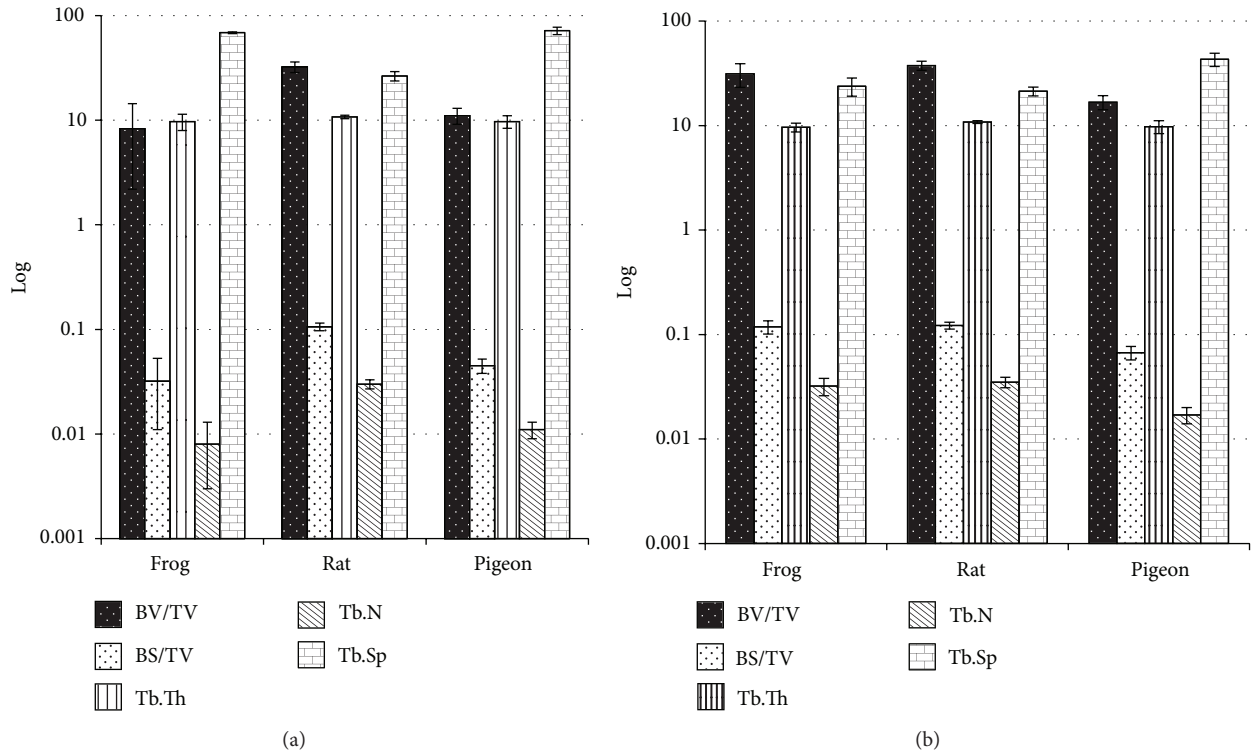 100
10
1
0.1
0.01
0.001
Log
Frog Rat Pigeon
BV/TV
BS/TV
Tb.Th
Tb.N
Tb.Sp
(a)
100
10
1
0.1
0.01
0.001
Log
Frog Rat Pigeon
BV/TV
BS/TV
Tb.Th
Tb.N
Tb.Sp
(b)